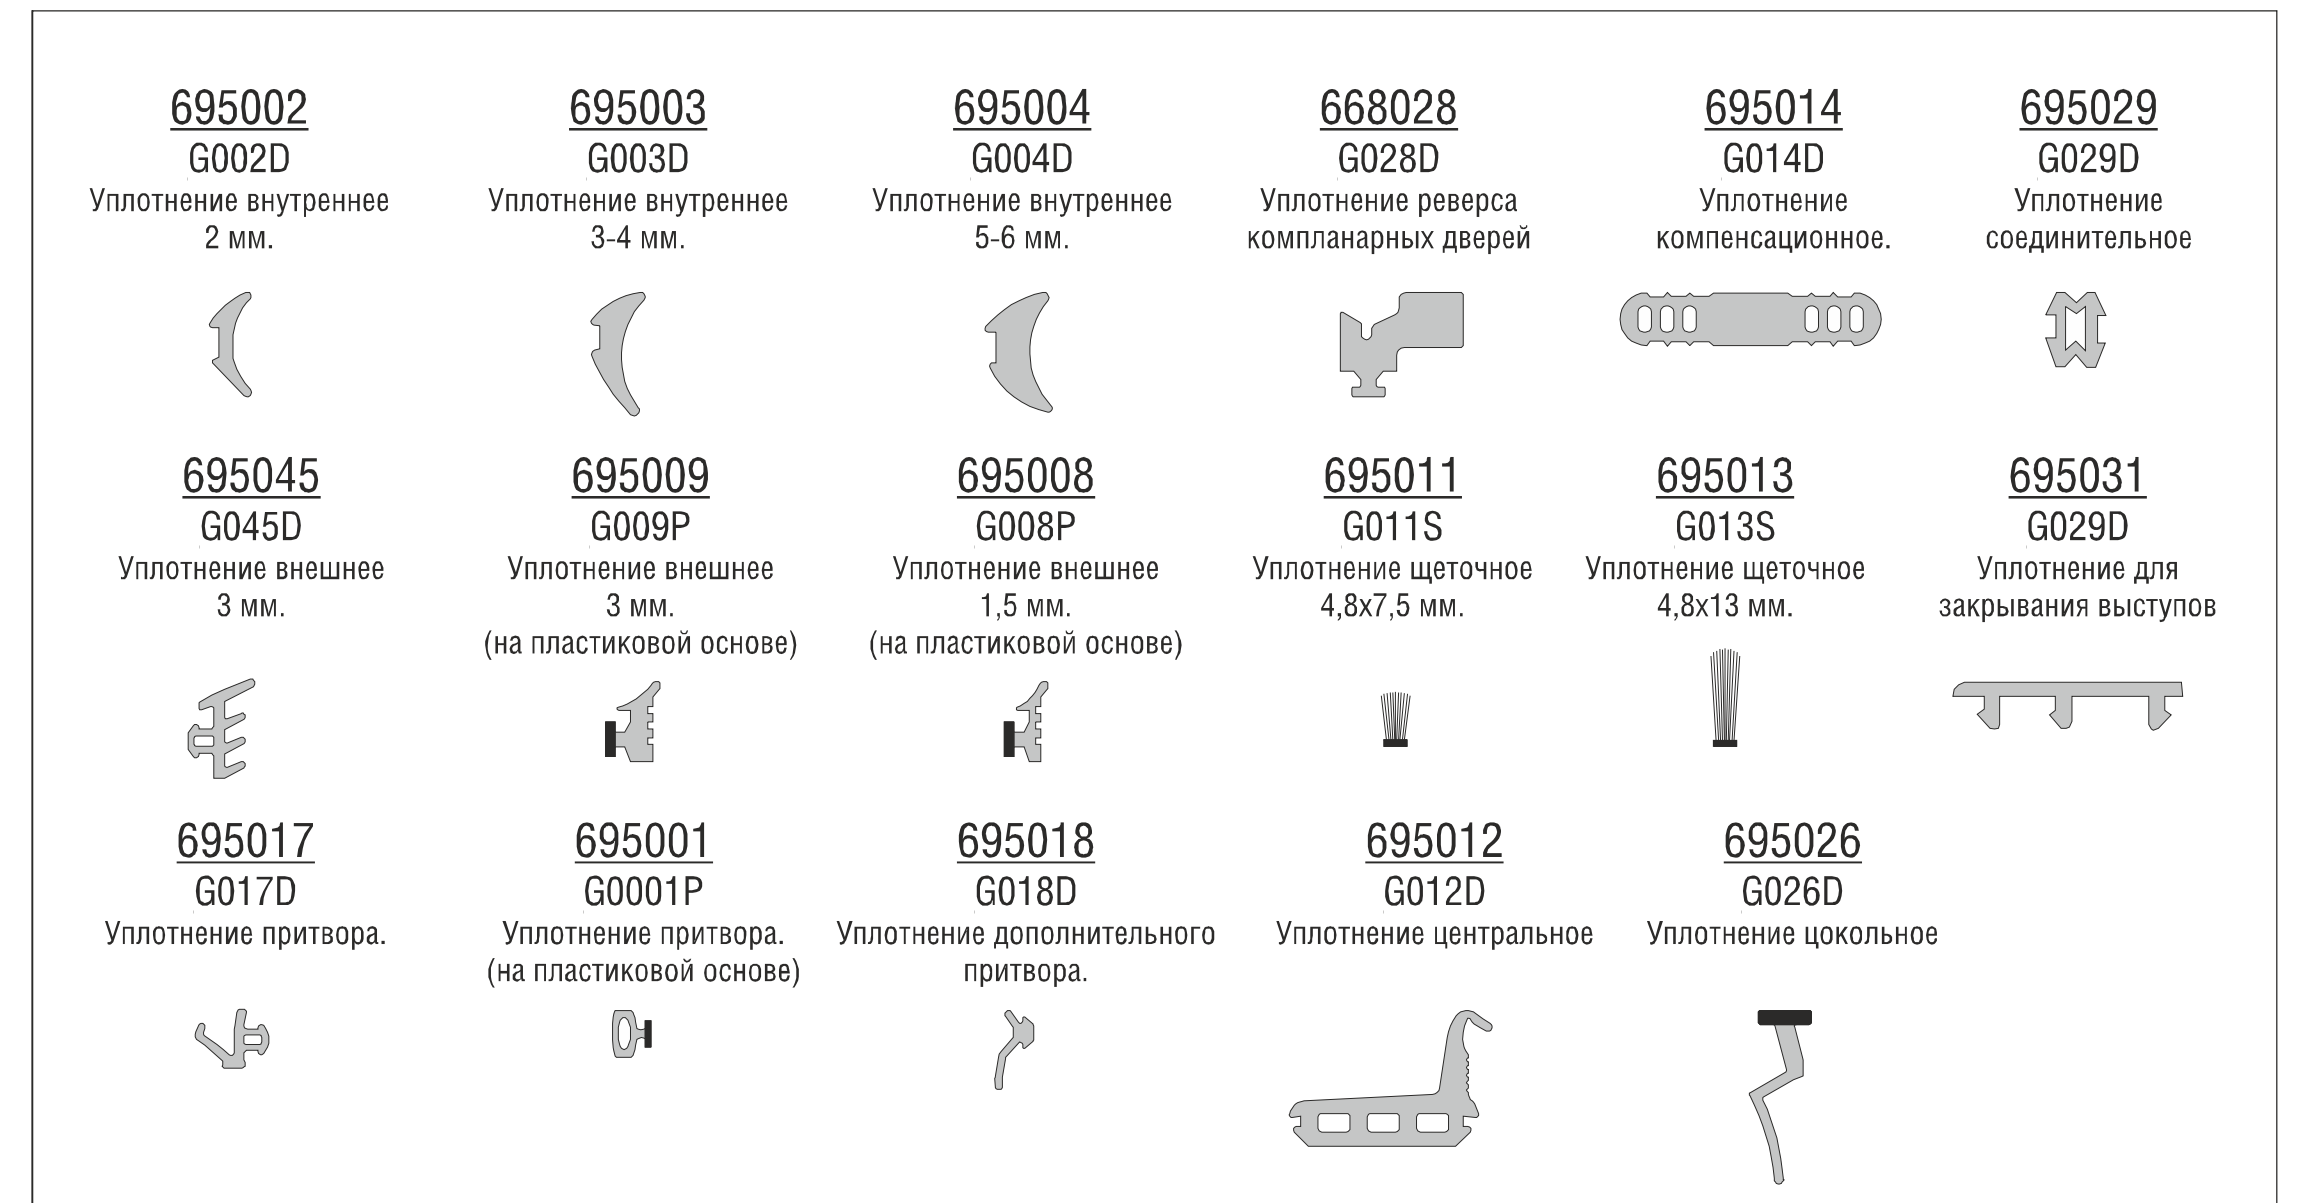 695002
G002D
Уплотнение внутреннее
2 мм.
695003
G003D
Уплотнение внутреннее
3-4 мм.
695004
G004D
Уплотнение внутреннее
5-6 мм.
668028
G028D
Уплотнение реверса
компланарных дверей
695014
G014D
Уплотнение
компенсационное.
695029
G029D
Уплотнение
соединительное
695045
G045D
Уплотнение внешнее
3 мм.
695009
G009P
Уплотнение внешнее
3 мм.
(на пластиковой основе)
695008
G008P
Уплотнение внешнее
1,5 мм.
(на пластиковой основе)
695011
G011S
Уплотнение щеточное
4,8х7,5 мм.
695013
G013S
Уплотнение щеточное
4,8х13 мм.
695031
G029D
Уплотнение для
закрывания выступов
695017
G017D
Уплотнение притвора.
695001
G0001P
Уплотнение притвора.
(на пластиковой основе)
695018
G018D
Уплотнение дополнительного
притвора.
695012
G012D
Уплотнение центральное
695026
G026D
Уплотнение цокольное